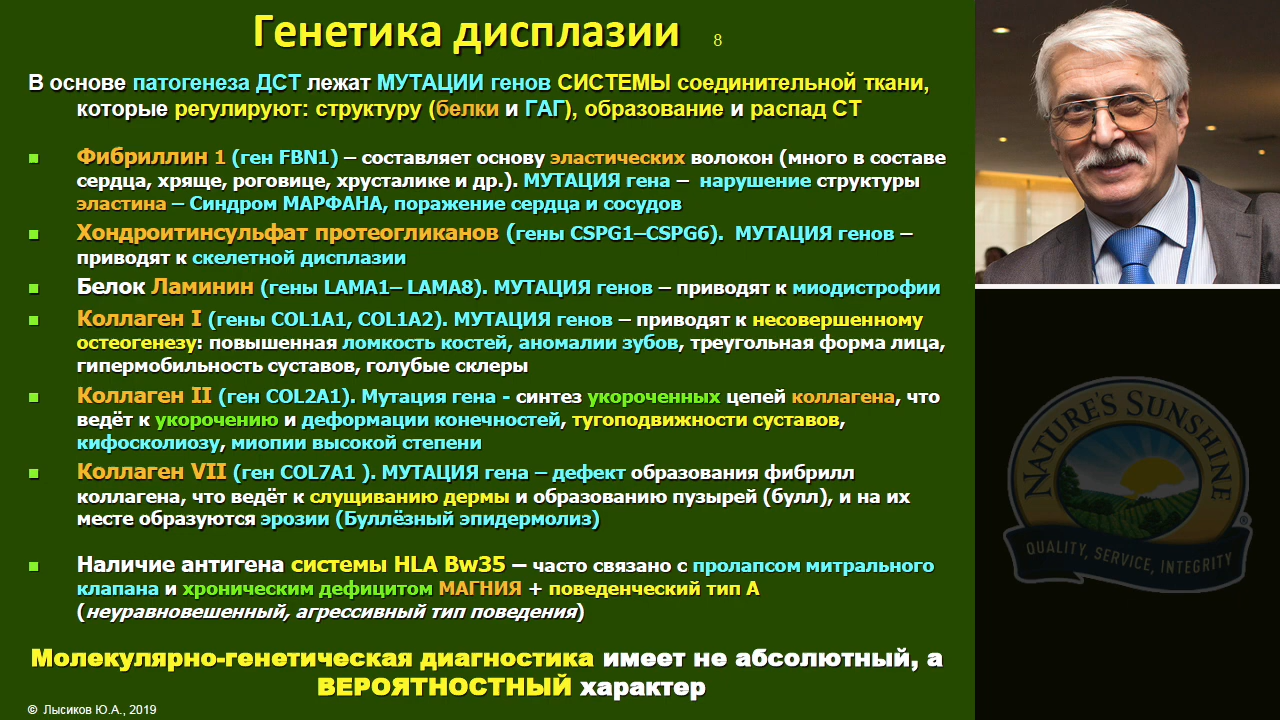 Генетика дисплазии 8
В основе патогенеза ДСТ лежат МУТАЦИИ генов СИСТЕМЫ соединительной ткани,
которые регулируют: структуру (белки и ГАГ), образование и распад СТ
Фибриллин 1 (ген FBN1) – составляет основу эластических волокон (много в составе
сердца, хряще, роговице, хрусталике и др.). МУТАЦИЯ гена – нарушение структуры
эластина – Синдром МАРФАНА, поражение сердца и сосудов
Хондроитинсульфат протеогликанов (гены CSPG1–CSPG6). МУТАЦИЯ генов –
приводят к скелетной дисплазии
Белок Ламинин (гены LAMA1– LAMA8). МУТАЦИЯ генов – приводят к миодистрофии
Коллаген I (гены COL1A1, COL1A2). МУТАЦИЯ генов – приводят к несовершенному
остеогенезу: повышенная ломкость костей, аномалии зубов, треугольная форма лица,
гипермобильность суставов, голубые склеры
Коллаген II (ген COL2A1). Мутация гена - синтез укороченных цепей коллагена, что
ведёт к укорочению и деформации конечностей, тугоподвижности суставов,
кифосколиозу, миопии высокой степени
Коллаген VII (ген COL7A1 ). МУТАЦИЯ гена – дефект образования фибрилл
коллагена, что ведёт к слущиванию дермы и образованию пузырей (булл), и на их
месте образуются эрозии (Буллёзный эпидермолиз)
Наличие антигена системы HLA Bw35 – часто связано с пролапсом митрального
клапана и хроническим дефицитом МАГНИЯ + поведенческий тип А
(неуравновешенный, агрессивный тип поведения)
Молекулярно-генетическая диагностика имеет не абсолютный, а
ВЕРОЯТНОСТНЫЙ характер
© Лысиков Ю.А., 2019
NATURE'S SUNSHINE
®
QUALITY, SERVICE, INTEGRITY